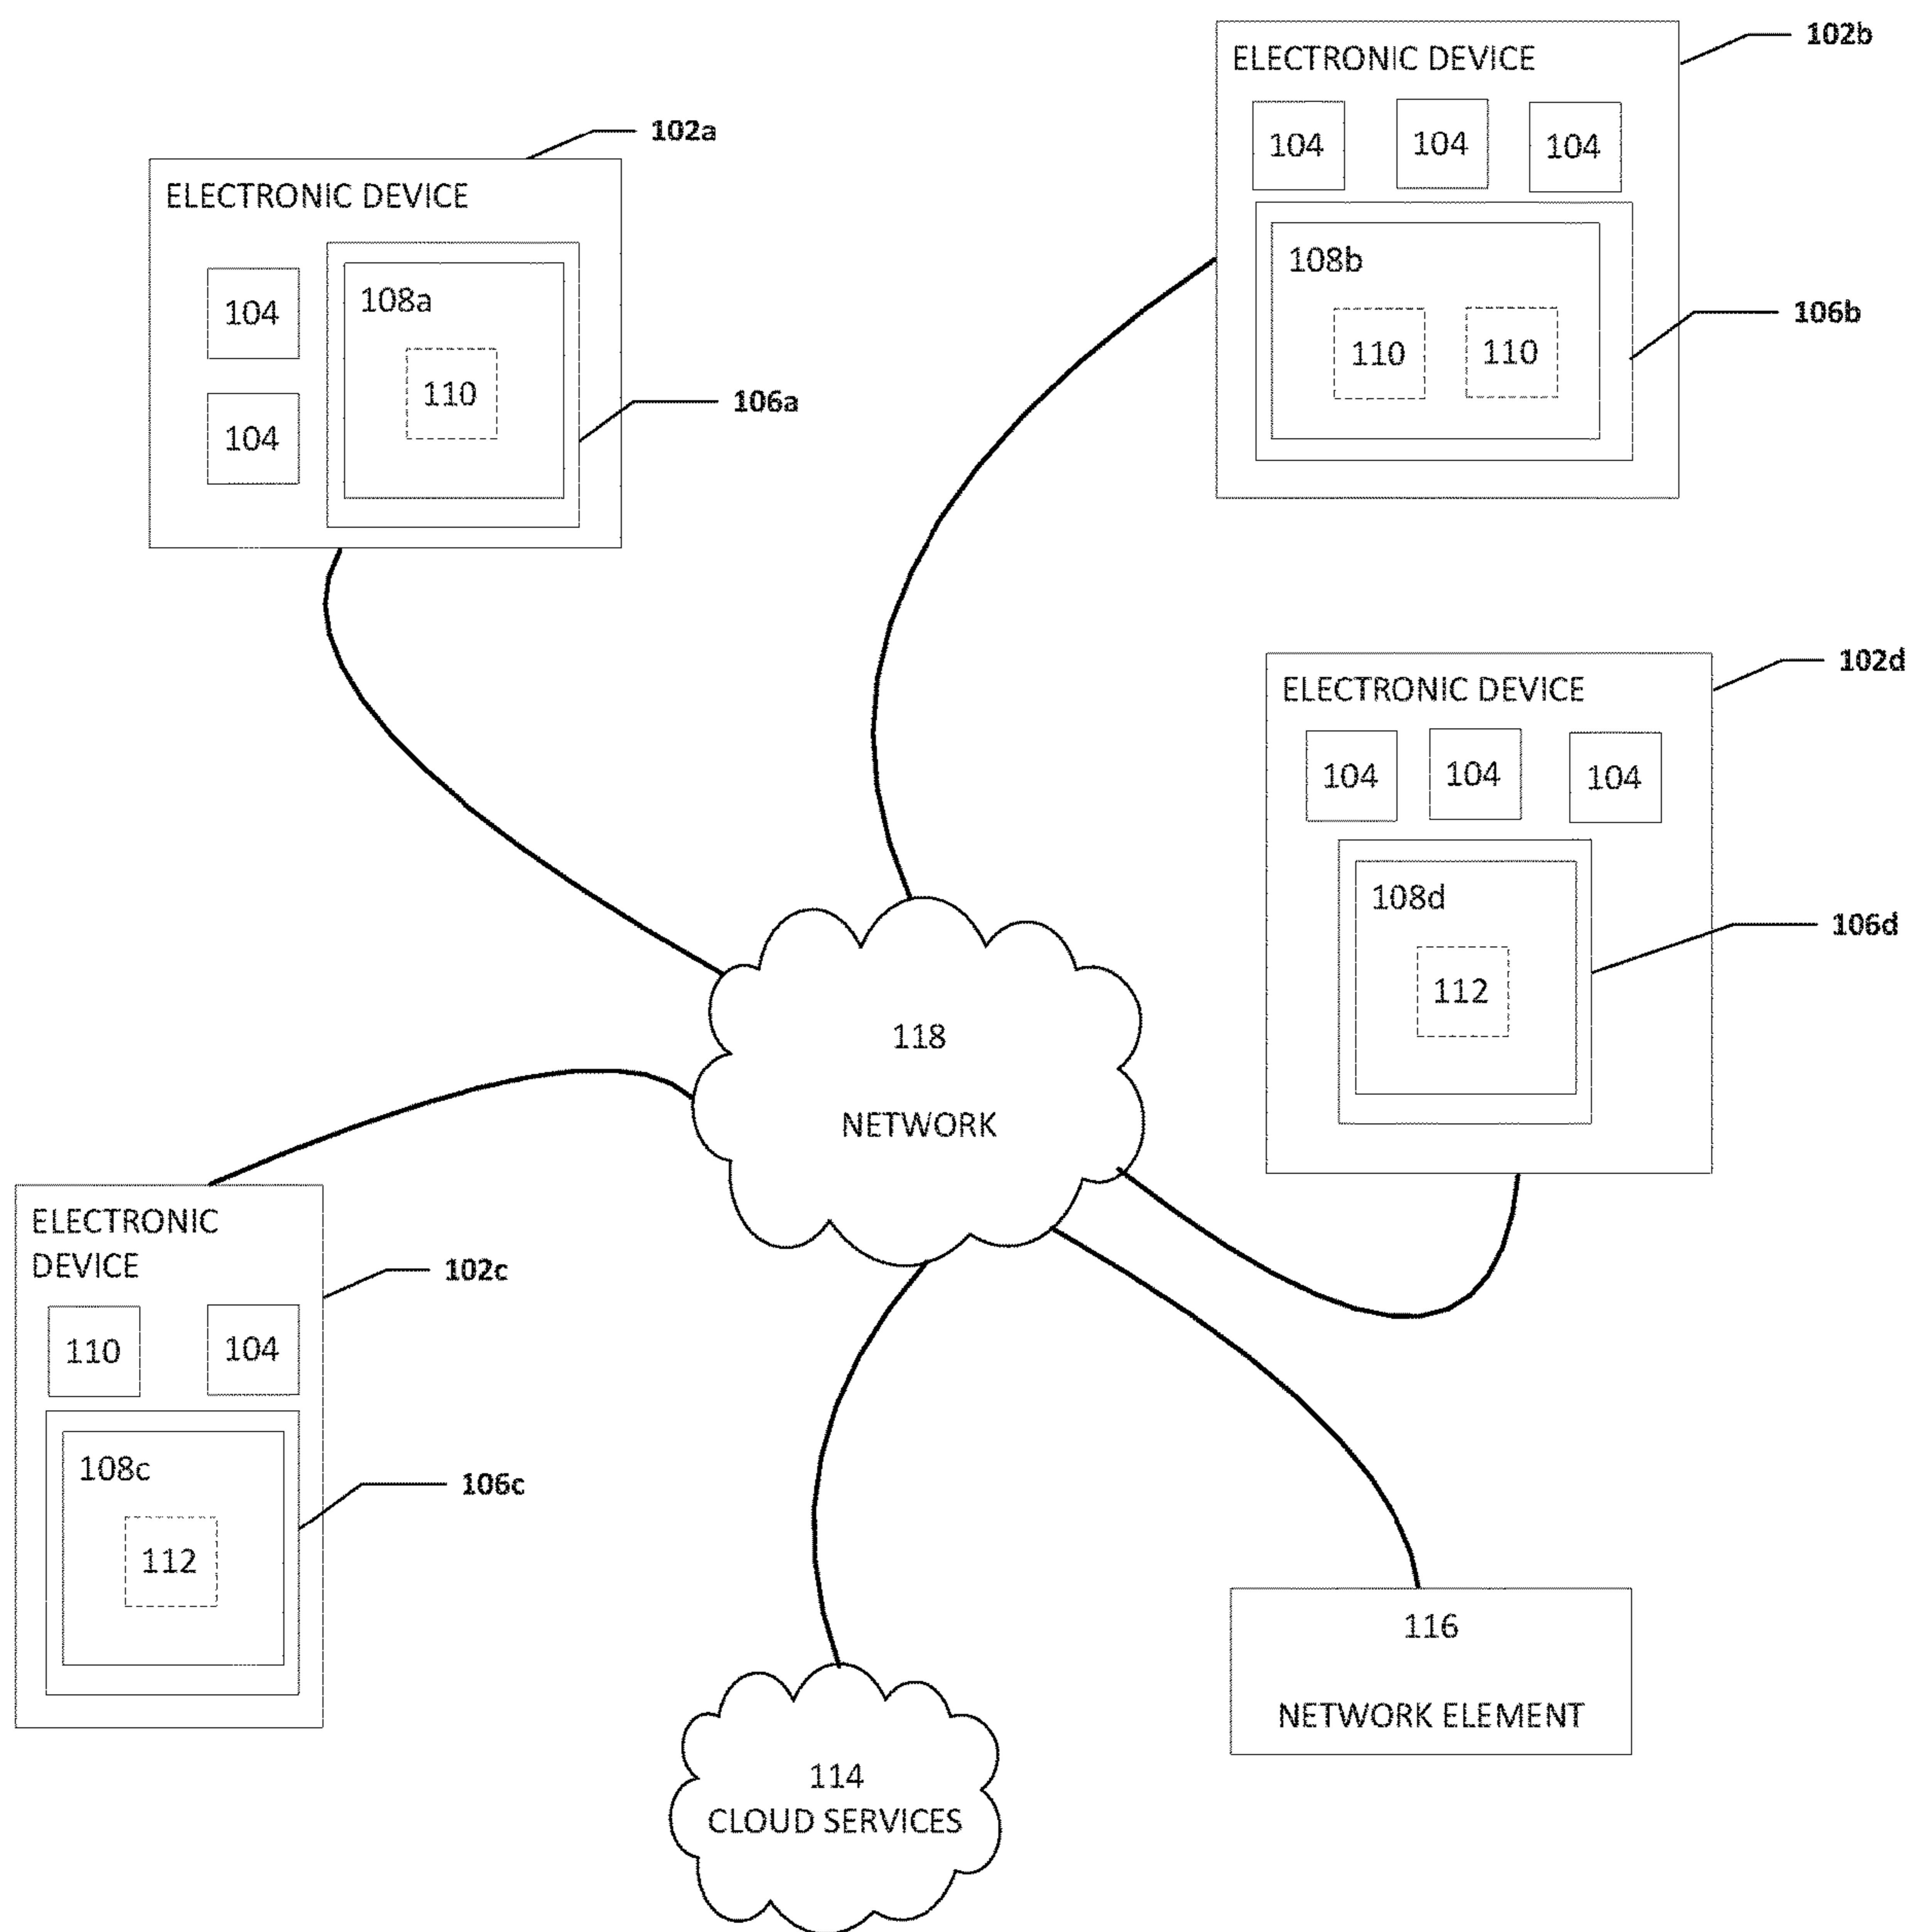 102b
ELECTRONIC DEVICE
104 104 104
108b
110 110
106b
102a
ELECTRONIC DEVICE
104
108a
110
104
106a
102d
ELECTRONIC DEVICE
104 104 104
108d
112
106d
118
NETWORK
ELECTRONIC
DEVICE
102c
110 104
108c
112
106c
116
NETWORK ELEMENT
114
CLOUD SERVICES